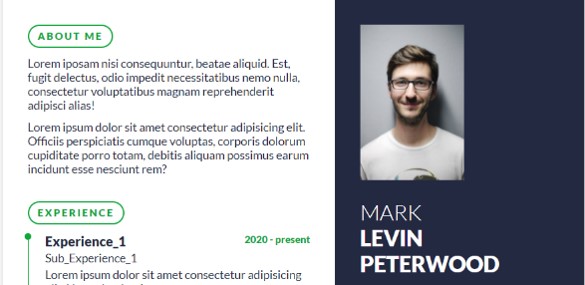 ABOUT ME
Lorem iposam nisi consequuntur, beatae aliquid. Est,
fugit delectus, odio impedit necessitatibus nemo nulla,
consectetur voluptatibus magnam reprehenderit
adipisci alias!
Lorem ipsum dolor sit amet consectetur adipisicing elit.
Officiis perspiciatis cumque voluptas, corporis dolorum
cupiditate porro totam, debitis aliquam possimus earum
incidunt esse nesciunt rem?
EXPERIENCE
Experience_1 2020 - present
Sub_Experience_1
Lorem ipsum dolor sit amet consectetur adipisicing
MARK
LEVIN
PETERWOOD